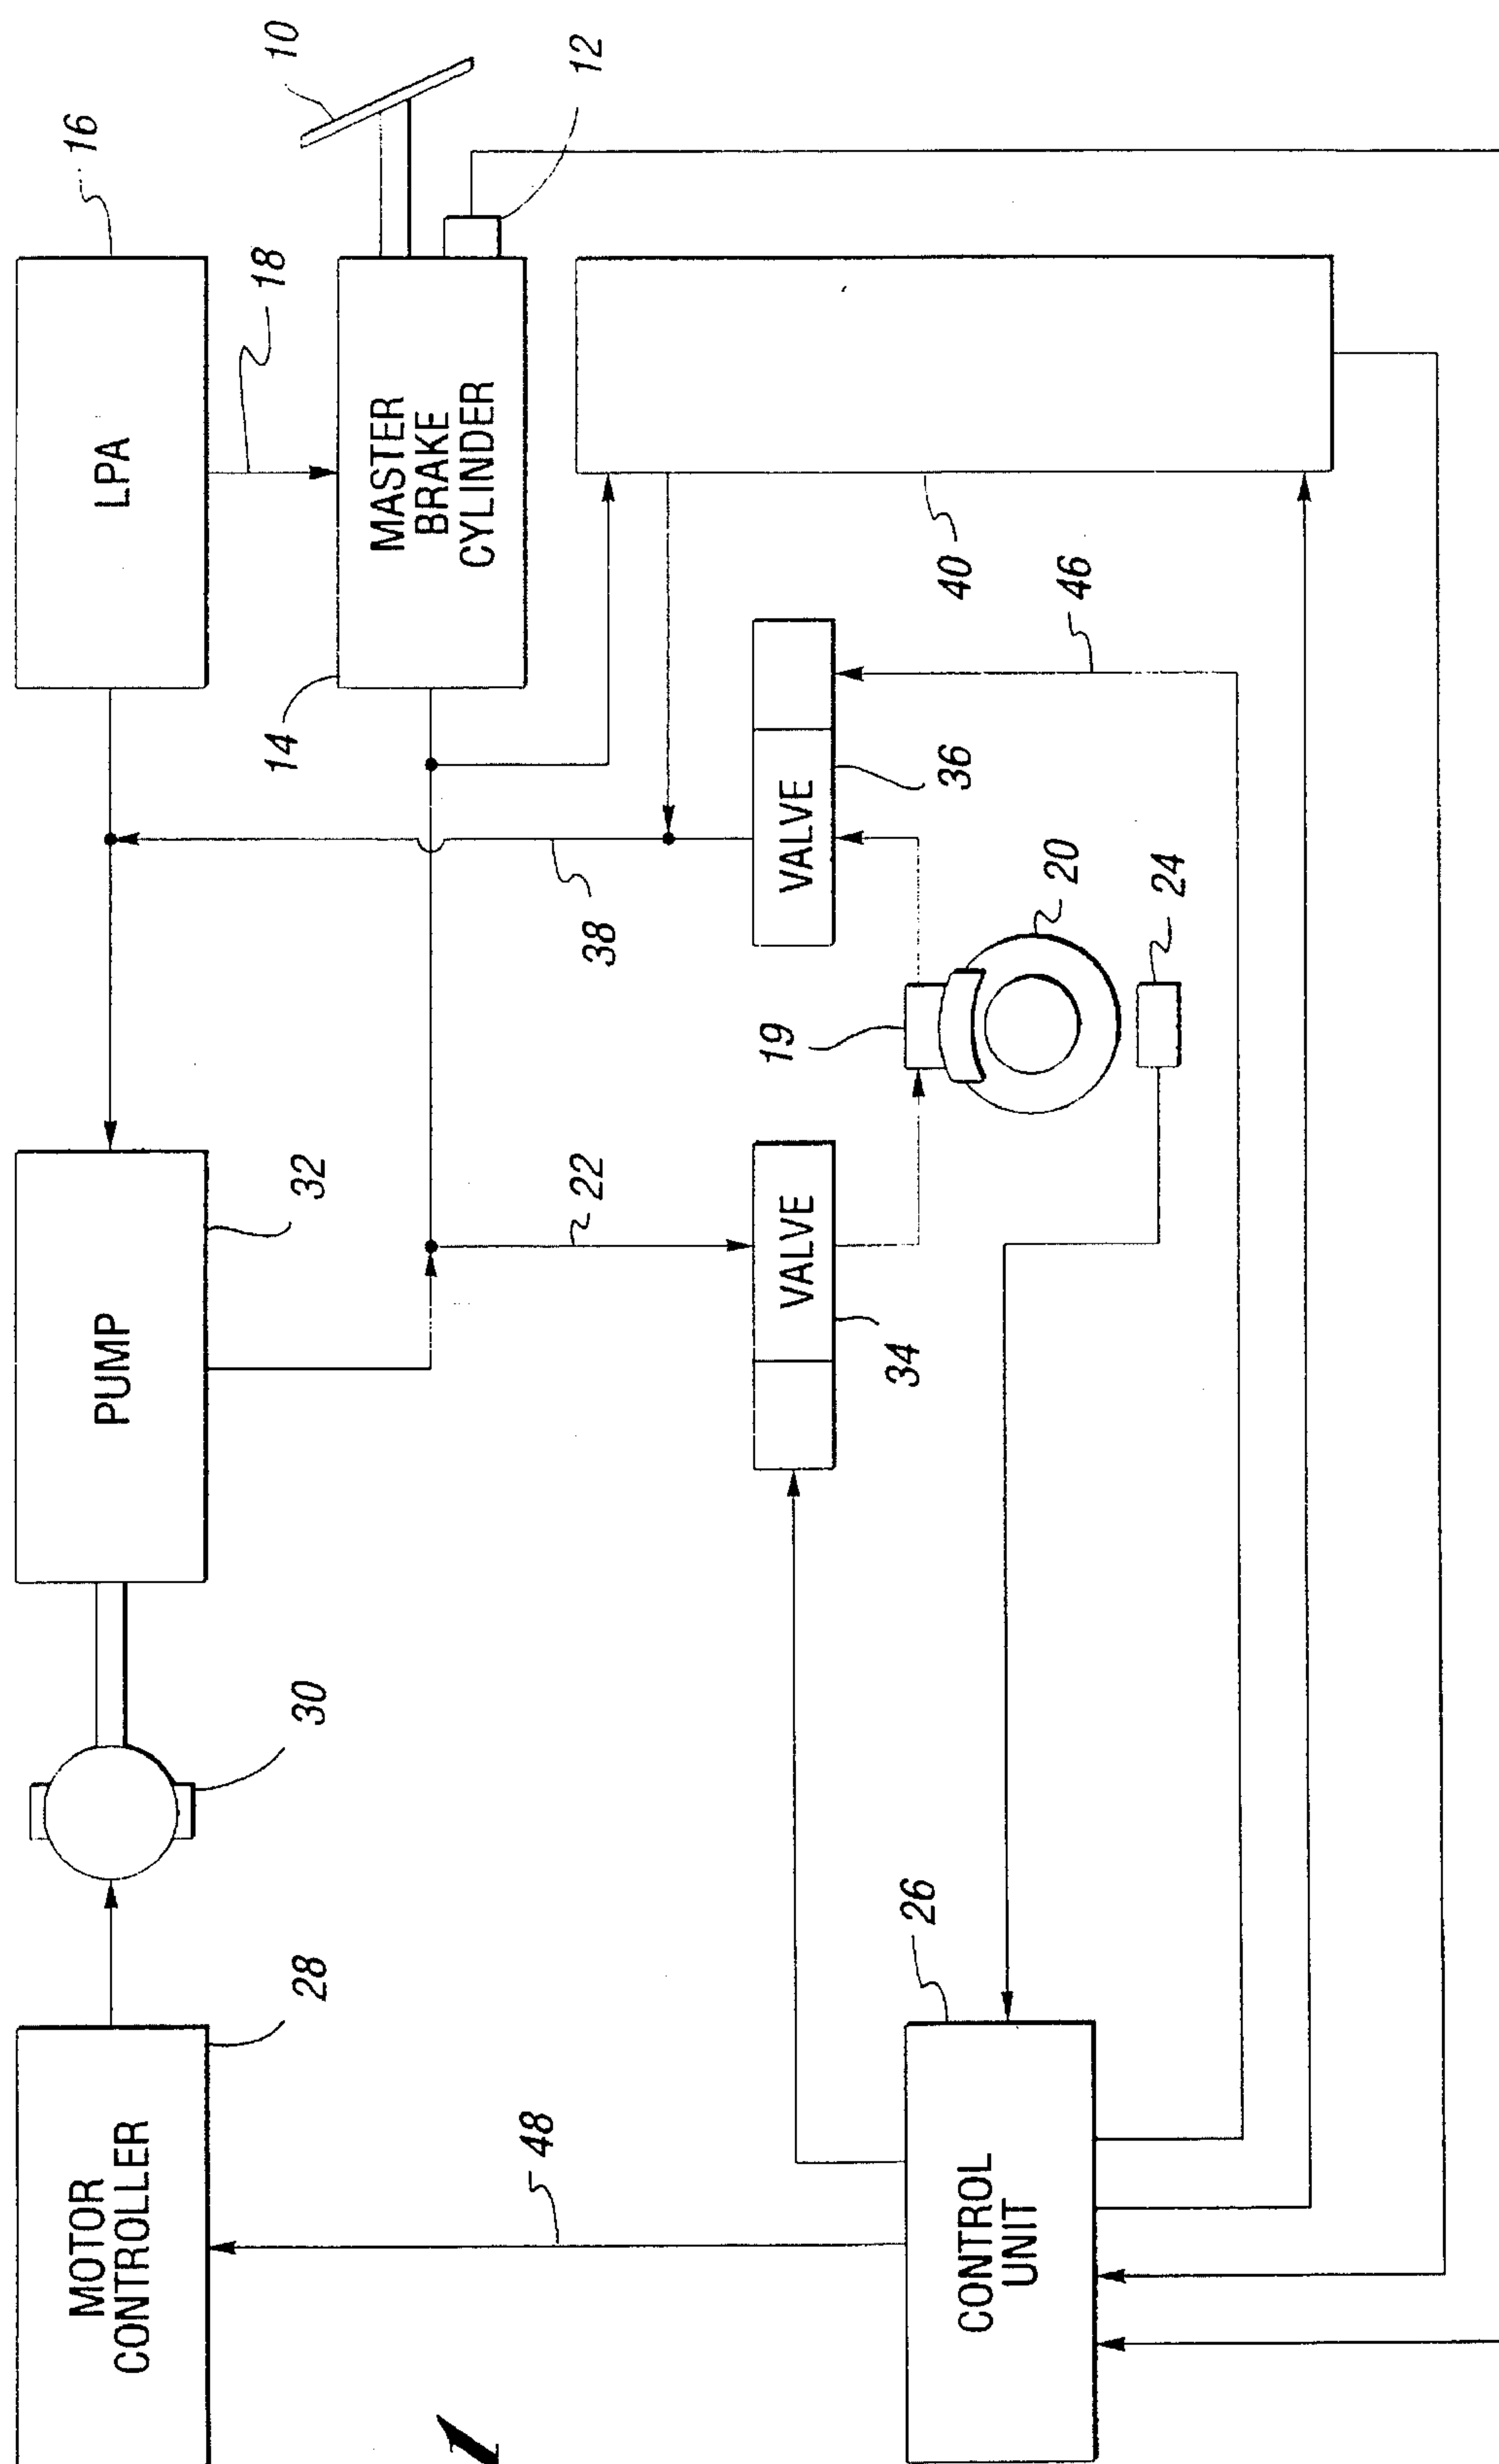 MOTOR
CONTROLLER
28
30
PUMP
32
LPA
16
18
10
12
MASTER
BRAKE
CYLINDER
14
48
22
38
VALVE
34
VALVE
36
19
20
24
40
46
CONTROL
UNIT
26